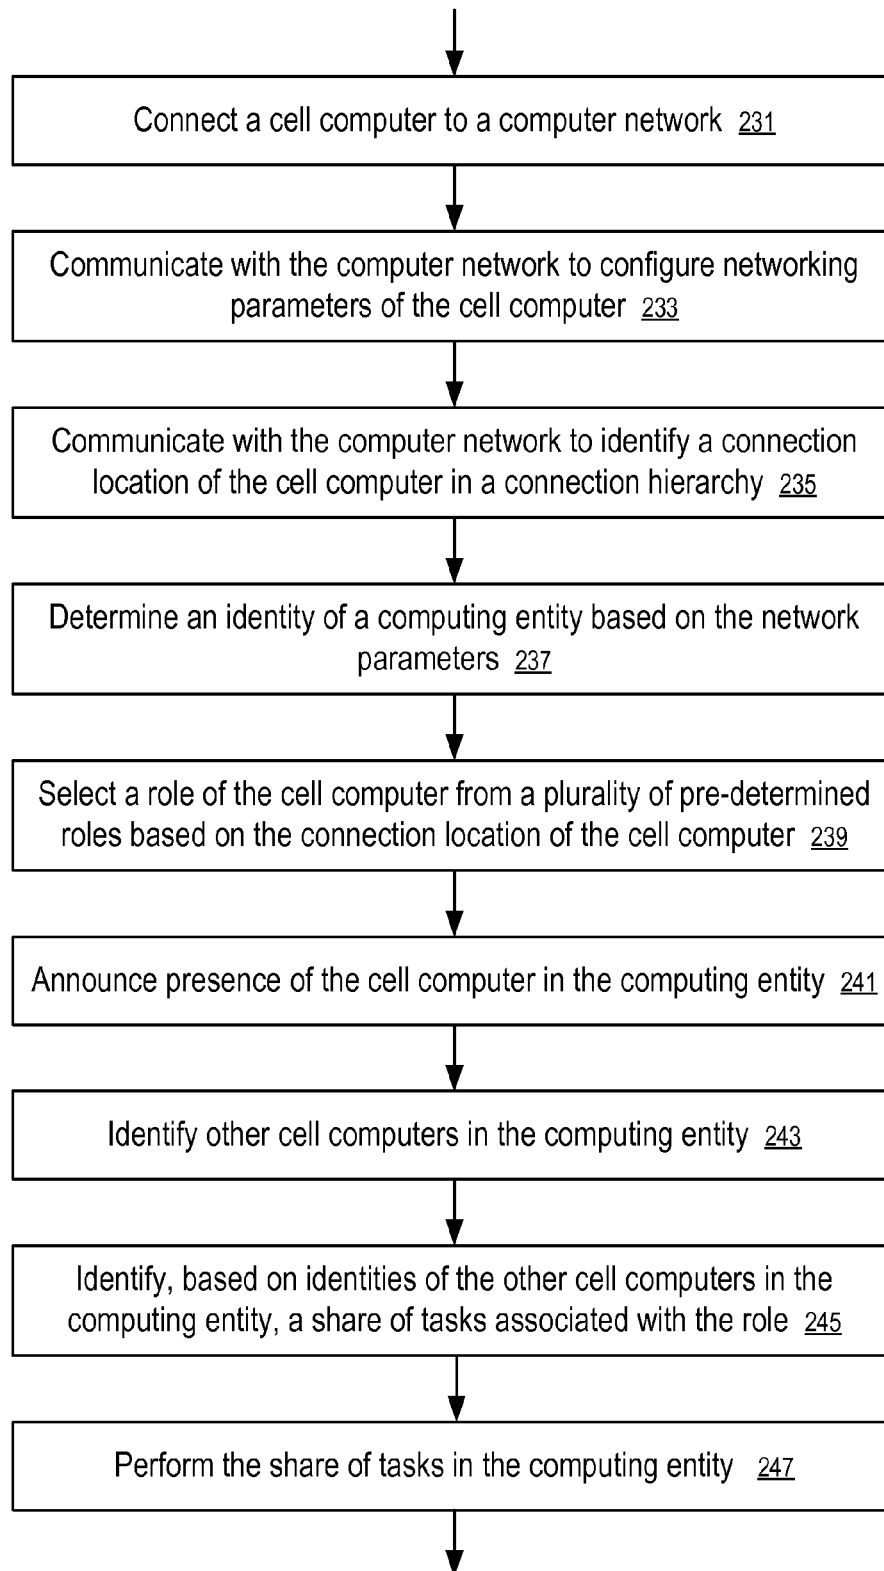 Connect a cell computer to a computer network 231
Communicate with the computer network to configure networking
parameters of the cell computer 233
Communicate with the computer network to identify a connection
location of the cell computer in a connection hierarchy 235
Determine an identity of a computing entity based on the network
parameters 237
Select a role of the cell computer from a plurality of pre-determined
roles based on the connection location of the cell computer 239
Announce presence of the cell computer in the computing entity 241
Identify other cell computers in the computing entity 243
Identify, based on identities of the other cell computers in the
computing entity, a share of tasks associated with the role 245
Perform the share of tasks in the computing entity 247